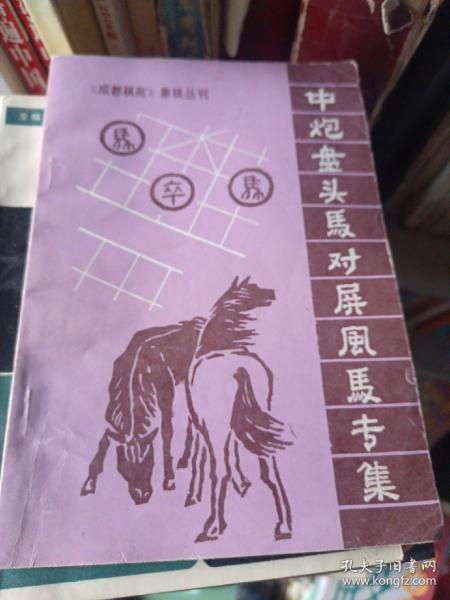 《成都棋苑》象棋丛刊
中炮盘头馬对屏風馬专集
馬
卒
馬
孔夫子旧书网
www.kongfz.com